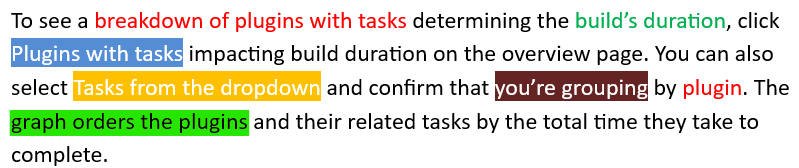 To see a breakdown of plugins with tasks determining the build’s duration, click
Plugins with tasks impacting build duration on the overview page. You can also
select Tasks from the dropdown and confirm that you’re grouping by plugin. The
graph orders the plugins and their related tasks by the total time they take to
complete.